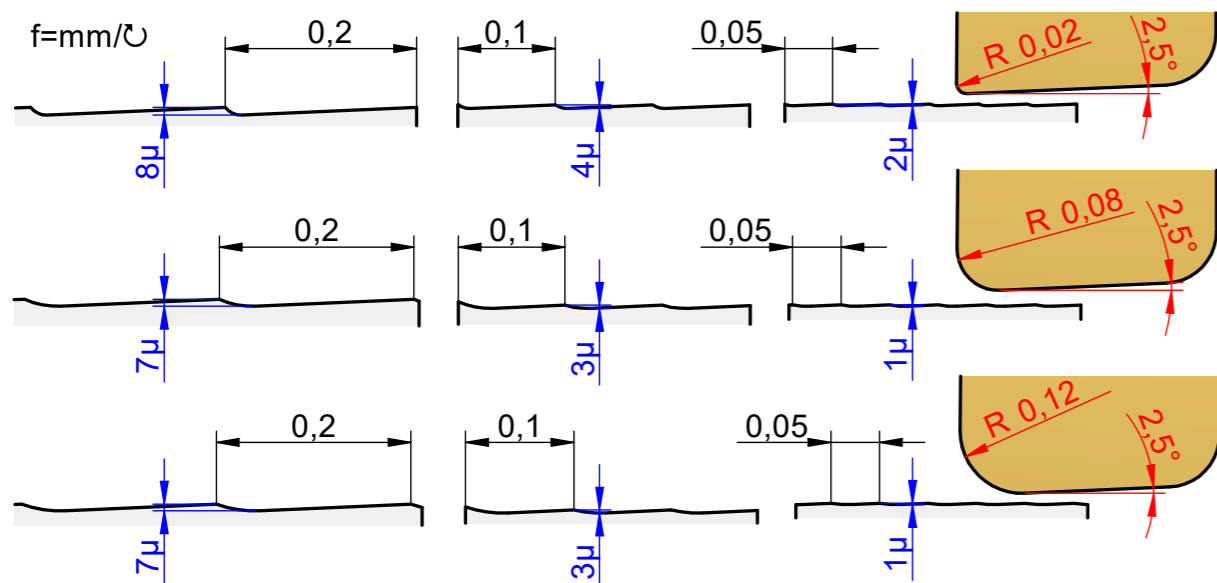 f=mm/↻
0,2
0,1
0,05
R 0,02
2,5°
8µ
4µ
2µ
0,2
0,1
0,05
R 0,08
2,5°
7µ
3µ
1µ
0,2
0,1
0,05
R 0,12
2,5°
7µ
3µ
1µ